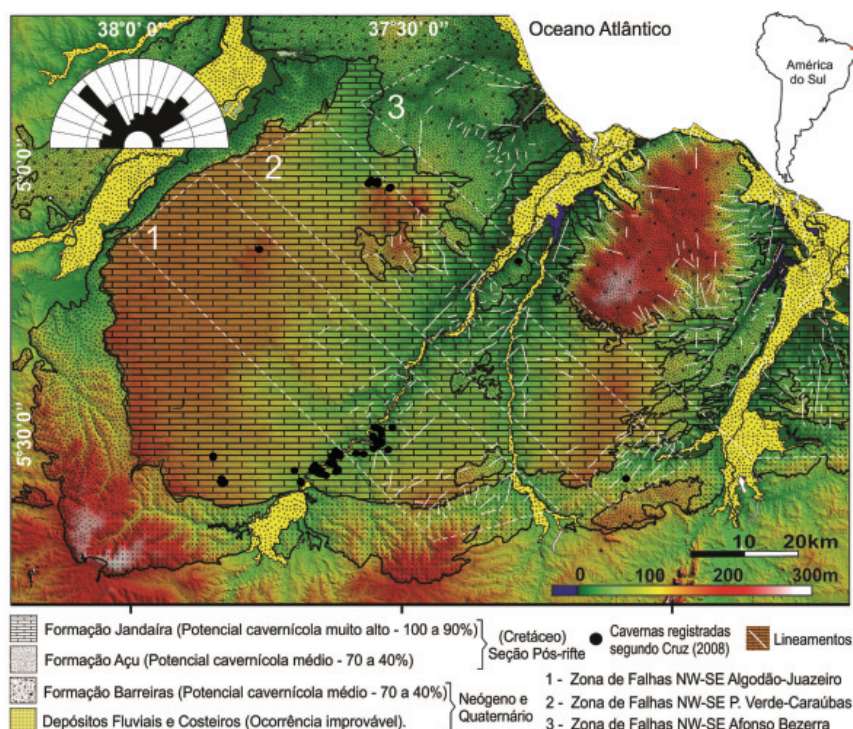 38°0' 0''
37°30' 0''
Oceano Atlântico
América
do Sul
5°0' 0''
5°30' 0''
1
2
3
10 20km
0 100 200 300m
Formação Jandaíra (Potencial cavernícola muito alto - 100 a 90%)
Formação Açu (Potencial cavernícola médio - 70 a 40%)
(Cretáceo)
Seção Pós-rifte
Formação Barreiras (Potencial cavernícola médio - 70 a 40%)
Depósitos Fluviais e Costeiros (Ocorrência improvável).
Neógeno e
Quaternário
Cavernas registradas
segundo Cruz (2008)
Lineamentos
1 - Zona de Falhas NW-SE Algodão-Juazeiro
2 - Zona de Falhas NW-SE P. Verde-Caraúbas
3 - Zona de Falhas NW-SE Afonso Bezerra